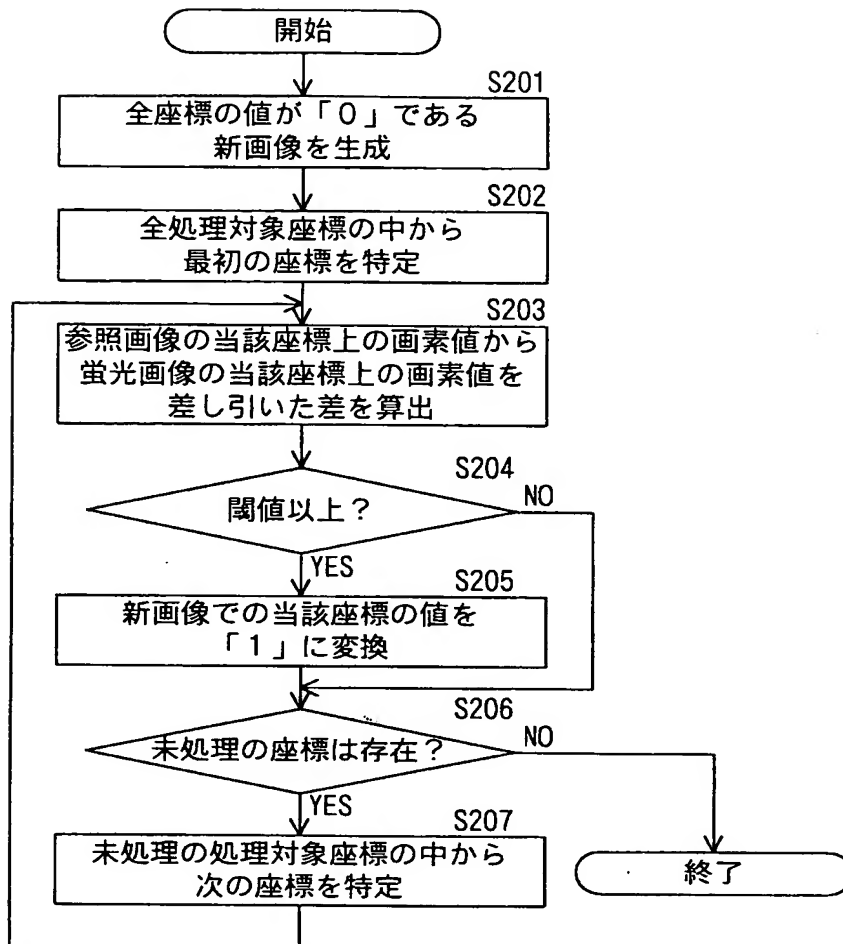 開始
S201
全座標の値が「０」である
新画像を生成
S202
全処理対象座標の中から
最初の座標を特定
S203
参照画像の当該座標上の画素値から
蛍光画像の当該座標上の画素値を
差し引いた差を算出
S204
閾値以上？
NO
YES
S205
新画像での当該座標の値を
「１」に変換
S206
未処理の座標は存在？
NO
YES
S207
未処理の処理対象座標の中から
次の座標を特定
終了